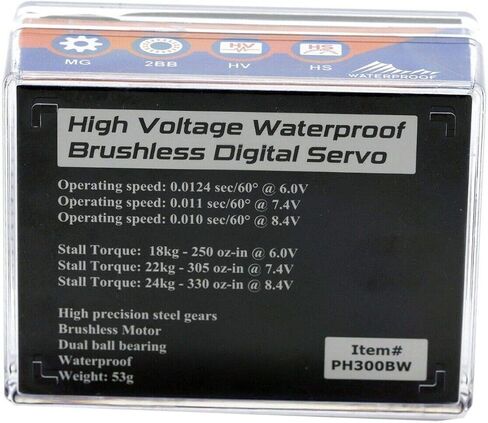 MG 2BB HV HS WATERPROOF
HV HS
High Voltage Waterproof
Brushless Digital Servo
Operating speed: 0.0124 sec/60° @ 6.0V
Operating speed: 0.011 sec/60° @ 7.4V
Operating speed: 0.010 sec/60° @ 8.4V
Stall Torque: 18kg - 250 oz-in @ 6.0V
Stall Torque: 22kg - 305 oz-in @ 7.4V
Stall Torque: 24kg - 330 oz-in @ 8.4V
High precision steel gears
Brushless Motor
Dual ball bearing
Waterproof
Weight: 53g
Item#
PH300BW